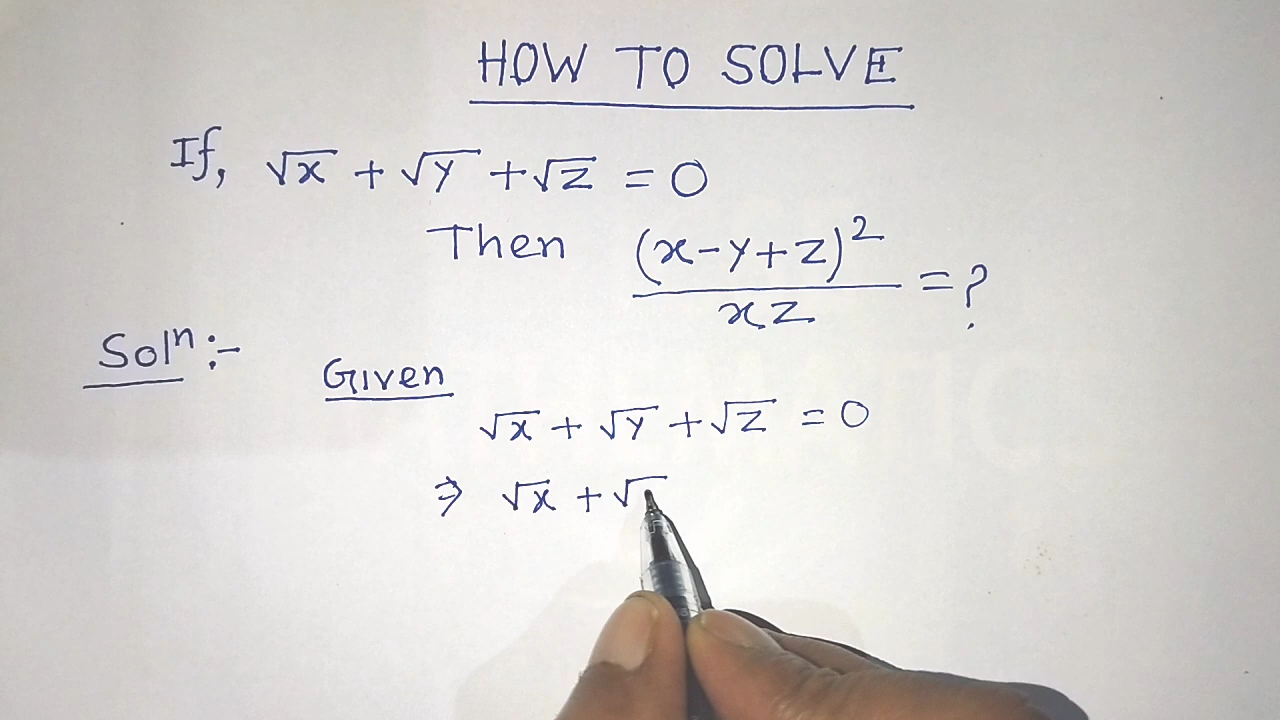 HOW TO SOLVE
If, √x + √y + √z = 0
Then (x-y+z)² / xz = ?
Solⁿ :-
Given
√x + √y + √z = 0
⇒ √x + √